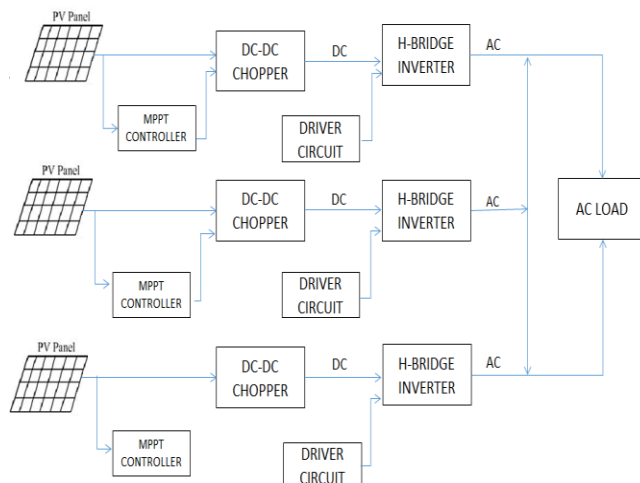 PV Panel
DC-DC
CHOPPER
DC
H-BRIDGE
INVERTER
AC
MPPT
CONTROLLER
DRIVER
CIRCUIT
PV Panel
DC-DC
CHOPPER
DC
H-BRIDGE
INVERTER
AC
AC LOAD
MPPT
CONTROLLER
DRIVER
CIRCUIT
PV Panel
DC-DC
CHOPPER
DC
H-BRIDGE
INVERTER
AC
MPPT
CONTROLLER
DRIVER
CIRCUIT